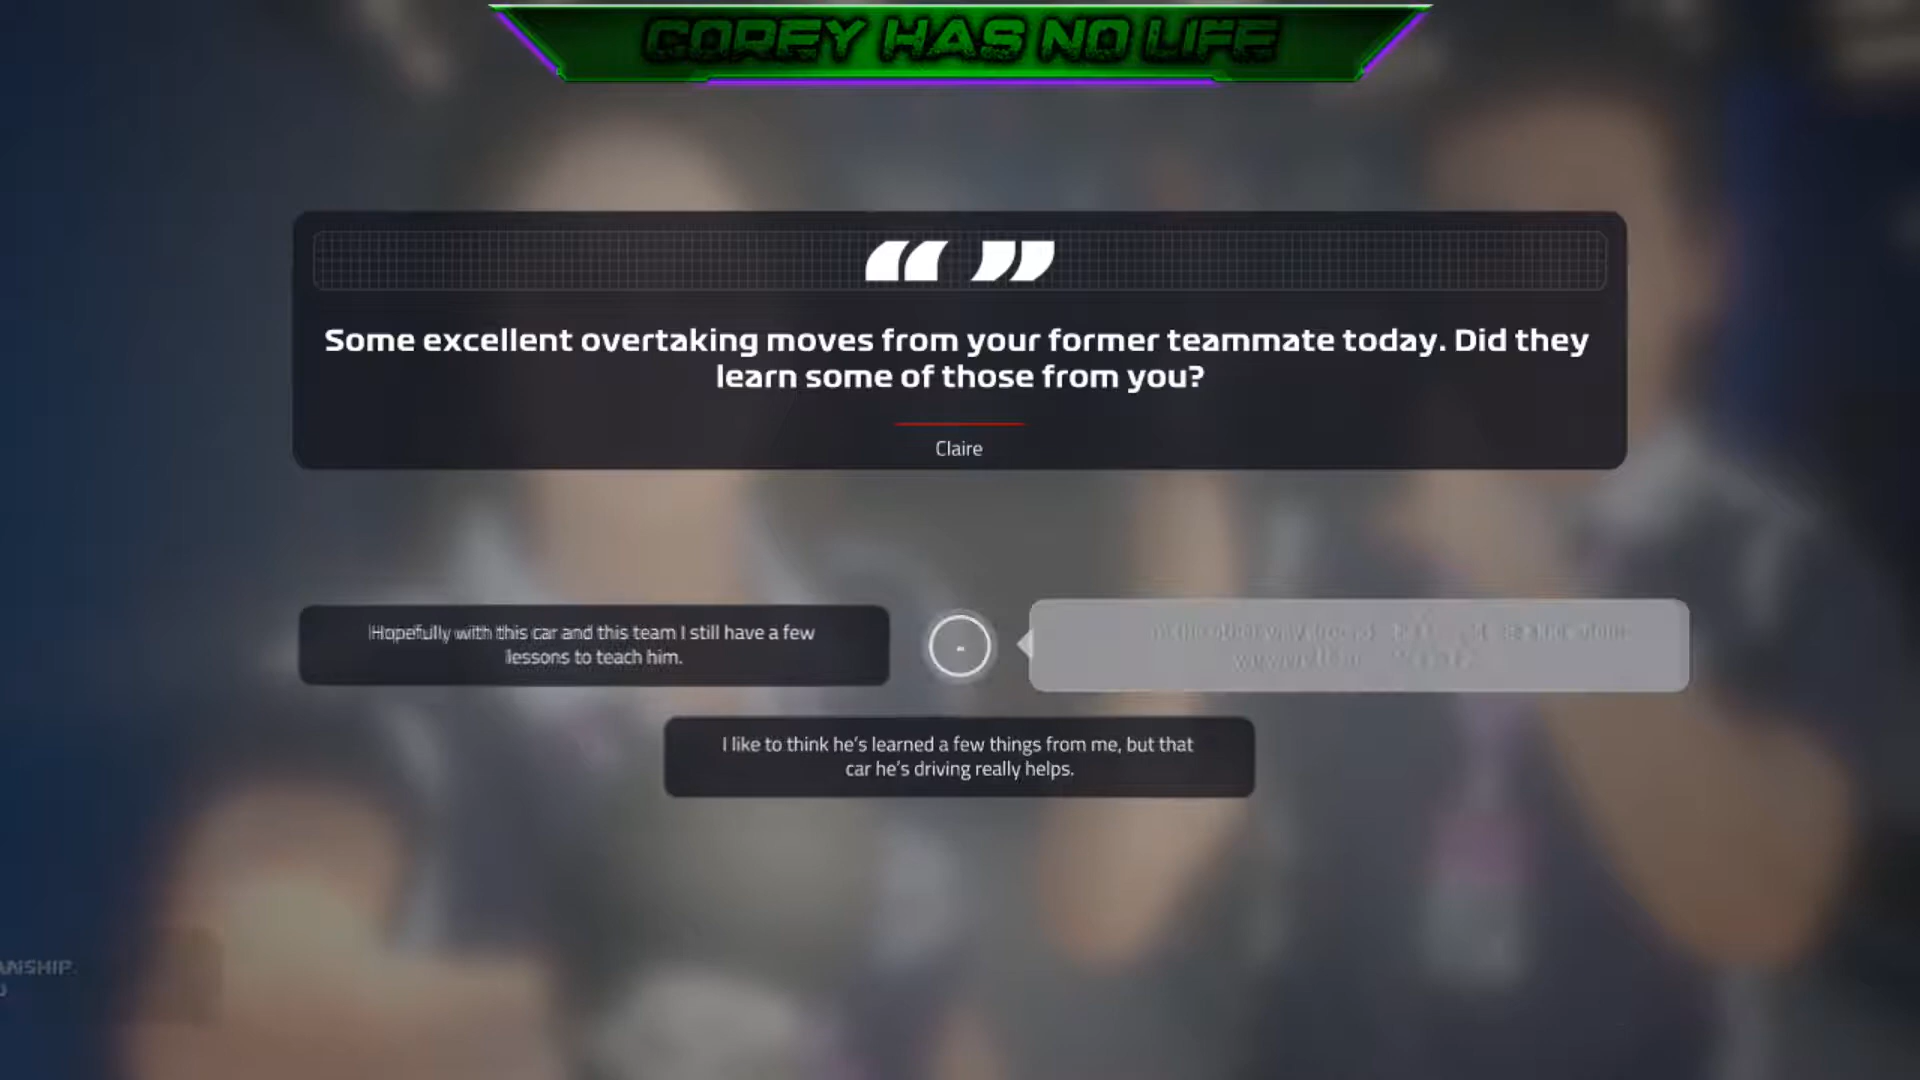 COREY HAS NO LIFE
Some excellent overtaking moves from your former teammate today. Did they
learn some of those from you?
Claire
Hopefully with this car and this team I still have a few
lessons to teach him.
I like to think he's learned a few things from me, but that
car he's driving really helps.